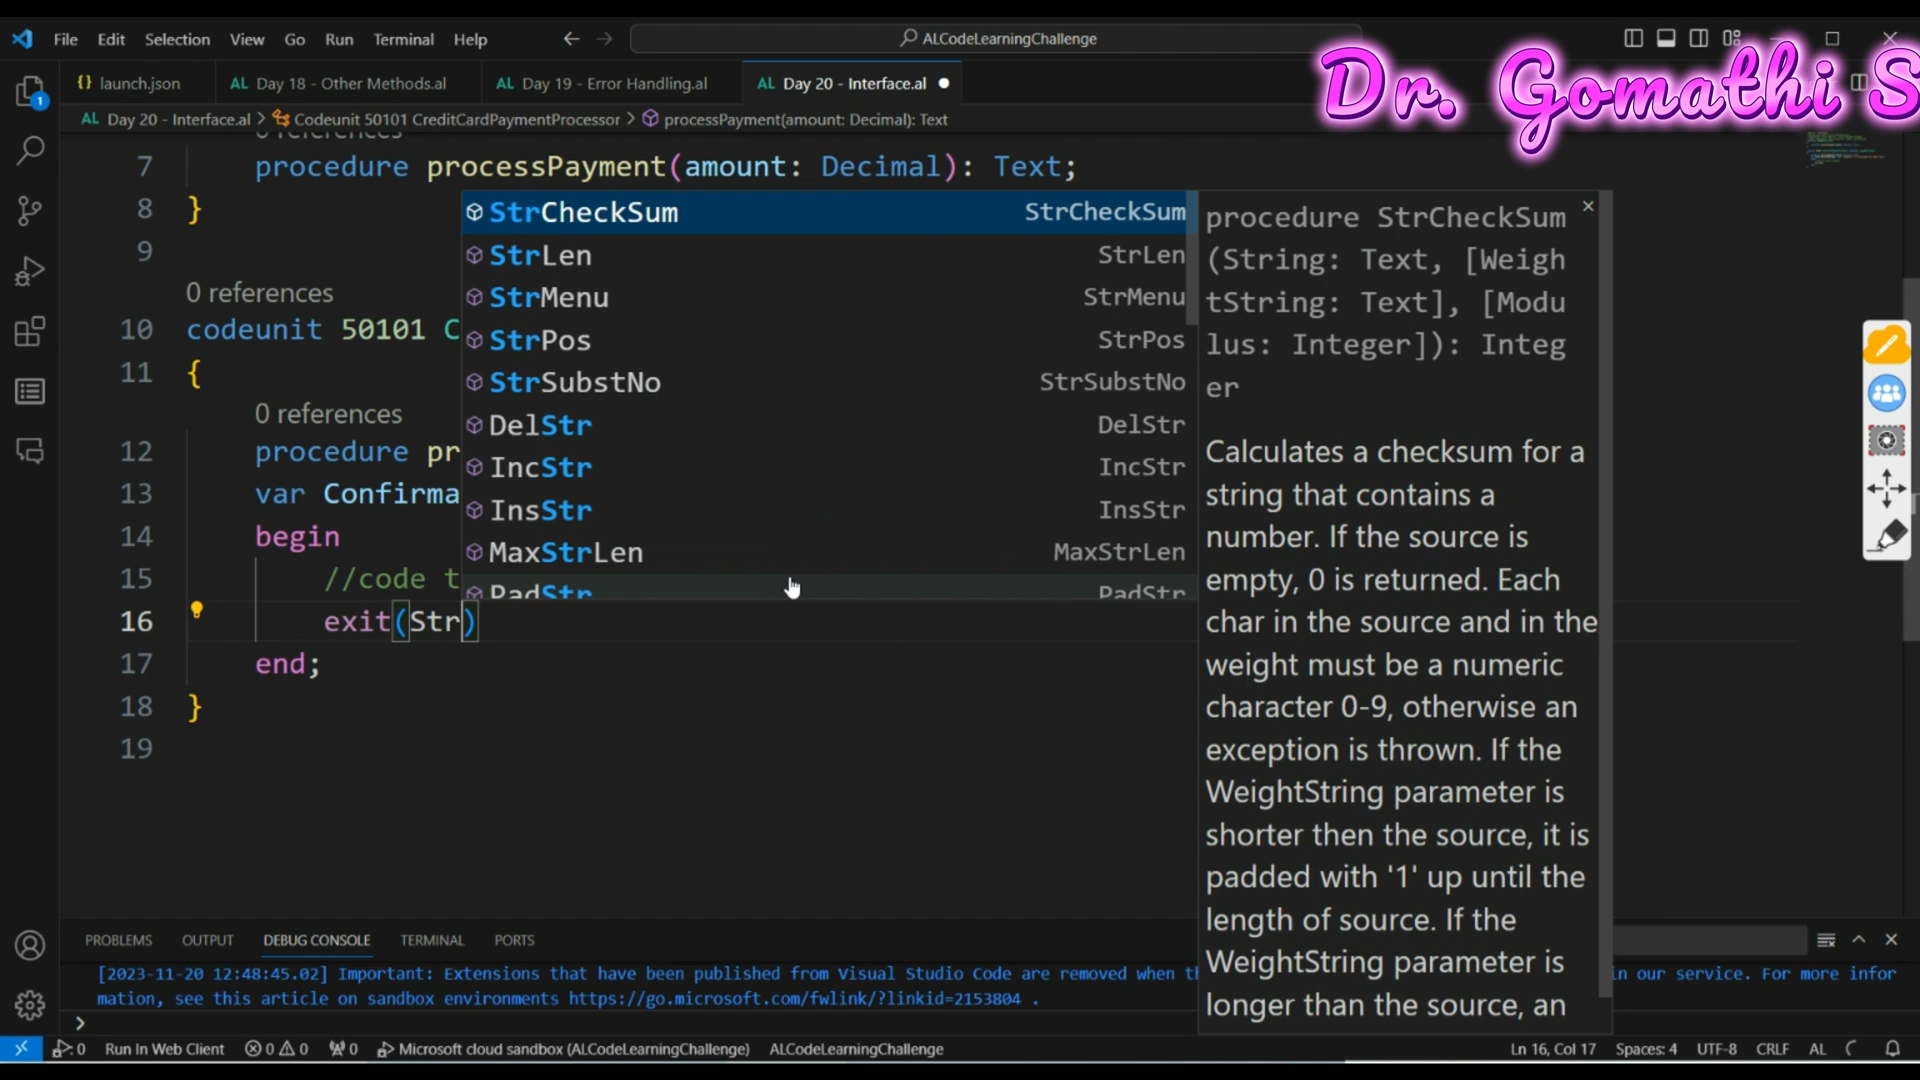 File Edit Selection View Go Run Terminal Help
ALCodeLearningChallenge
Dr. Gomathi S
{} launch.json
AL Day 18 - Other Methods.al
AL Day 19 - Error Handling.al
AL Day 20 - Interface.al
AL Day 20 - Interface.al > Codeunit 50101 CreditCardPaymentProcessor > processPayment(amount: Decimal): Text
0 references
7 procedure processPayment(amount: Decimal): Text;
8 }
9
0 references
10 codeunit 50101 C
11 {
0 references
12 procedure pr
13 var Confirma
14 begin
15 //code t
16 exit(Str)
17 end;
18 }
19
StrCheckSum StrCheckSum
StrLen StrLen
StrMenu StrMenu
StrPos StrPos
StrSubstNo StrSubstNo
DelStr DelStr
IncStr IncStr
InsStr InsStr
MaxStrLen MaxStrLen
PadStr PadStr
procedure StrCheckSum
(String: Text, [Weigh
tString: Text], [Modu
lus: Integer]): Integ
er
Calculates a checksum for a
string that contains a
number. If the source is
empty, 0 is returned. Each
char in the source and in the
weight must be a numeric
character 0-9, otherwise an
exception is thrown. If the
WeightString parameter is
shorter then the source, it is
padded with '1' up until the
length of source. If the
WeightString parameter is
longer than the source, an
PROBLEMS OUTPUT DEBUG CONSOLE TERMINAL PORTS
[2023-11-20 12:48:45.02] Important: Extensions that have been published from Visual Studio Code are removed when th
in our service. For more infor
mation, see this article on sandbox environments https://go.microsoft.com/fwlink/?linkid=2153804 .
>
0 Run In Web Client 0 0 0 Microsoft cloud sandbox (ALCodeLearningChallenge) ALCodeLearningChallenge
Ln 16, Col 17 Spaces: 4 UTF-8 CRLF AL